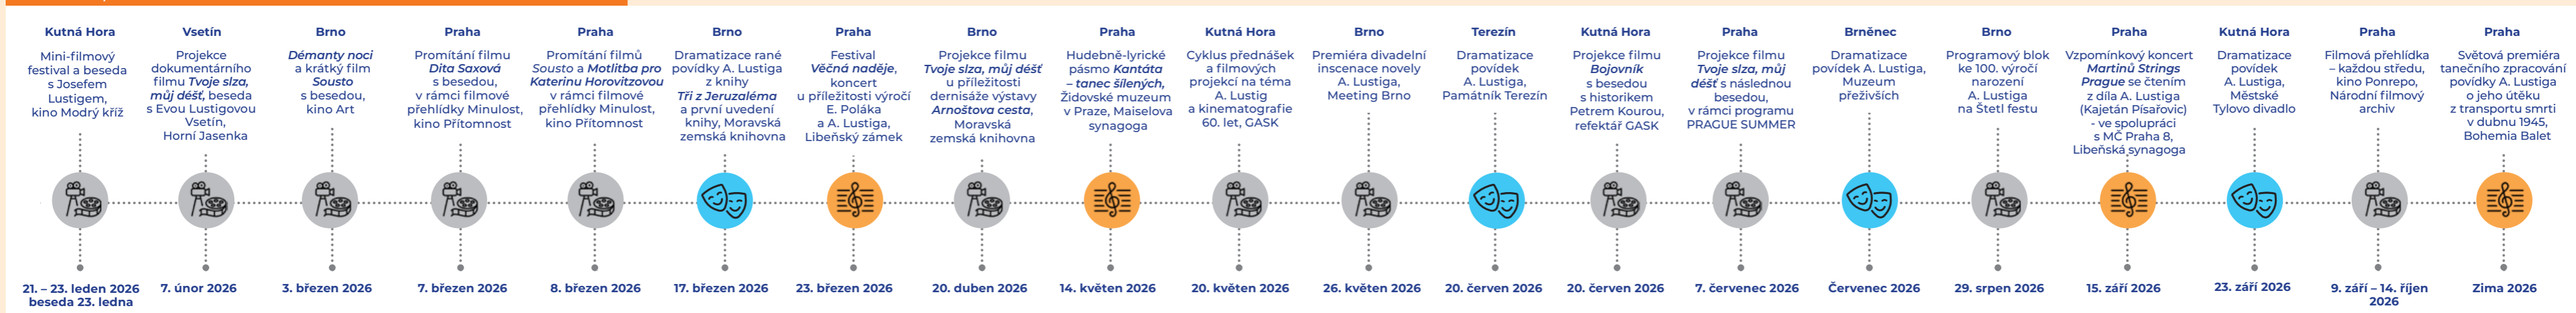 Kutná Hora
Mini-filmový
festival a beseda
s Josefem
Lustigem,
kino Modrý kříž
21. – 23. leden 2026
beseda 23. ledna
Vsetín
Projekce
dokumentárního
filmu Tvoje slza,
můj déšť, beseda
s Evou Lustigovou
Vsetín,
Horní Jasenka
7. únor 2026
Brno
Démanty noci
a krátký film
Sousto
s besedou,
kino Art
3. březen 2026
Praha
Promítání filmu
Dita Saxová
s besedou,
v rámci filmové
přehlídky Minulost,
kino Přítomnost
7. březen 2026
Praha
Promítání filmů
Sousto a Motlitba pro
Kateřinu Horovitzovou
v rámci filmové
přehlídky Minulost,
kino Přítomnost
8. březen 2026
Brno
Dramatizace rané
povídky A. Lustiga
z knihy
Tři z Jeruzaléma
a první uvedení
knihy, Moravská
zemská knihovna
17. březen 2026
Praha
Festival
Věčná naděje,
koncert
u příležitosti výročí
E. Poláka
a A. Lustiga,
Libeňský zámek
23. březen 2026
Brno
Projekce filmu
Tvoje slza, můj déšť
u příležitosti
dernisáže výstavy
Arnoštova cesta,
Moravská
zemská knihovna
20. duben 2026
Praha
Hudebně-lyrické
pásmo Kantáta
– tanec šílených,
Židovské muzeum
v Praze, Maiselova
synagoga
14. květen 2026
Kutná Hora
Cyklus přednášek
a filmových
projekcí na téma
A. Lustig
a kinematografie
60. let, GASK
20. květen 2026
Brno
Premiéra divadelní
inscenace novely
A. Lustiga,
Meeting Brno
26. květen 2026
Terezín
Dramatizace
povídek
A. Lustiga,
Památník Terezín
20. červen 2026
Kutná Hora
Projekce filmu
Bojovník
s besedou
s historikem
Petrem Kourou,
refektář GASK
20. červen 2026
Praha
Projekce filmu
Tvoje slza, můj
déšť s následnou
besedou,
v rámci programu
PRAGUE SUMMER
7. červenec 2026
Brněnec
Dramatizace
povídek A. Lustiga,
Muzeum
přeživších
Červenec 2026
Brno
Programový blok
ke 100. výročí
narození
A. Lustiga
na Štetl festu
29. srpen 2026
Praha
Vzpomínkový koncert
Martinů Strings
Prague se čtením
z díla A. Lustiga
(Kajetán Písařovic)
- ve spolupráci
s MČ Praha 8,
Libeňská synagoga
15. září 2026
Kutná Hora
Dramatizace
povídek
A. Lustiga,
Městské
Tylovo divadlo
23. září 2026
Praha
Filmová přehlídka
– každou středu,
kino Ponrepo,
Národní filmový
archiv
9. září – 14. říjen
2026
Praha
Světová premiéra
tanečního zpracování
povídky A. Lustiga
o jeho útěku
z transportu smrti
v dubnu 1945,
Bohemia Balet
Zima 2026